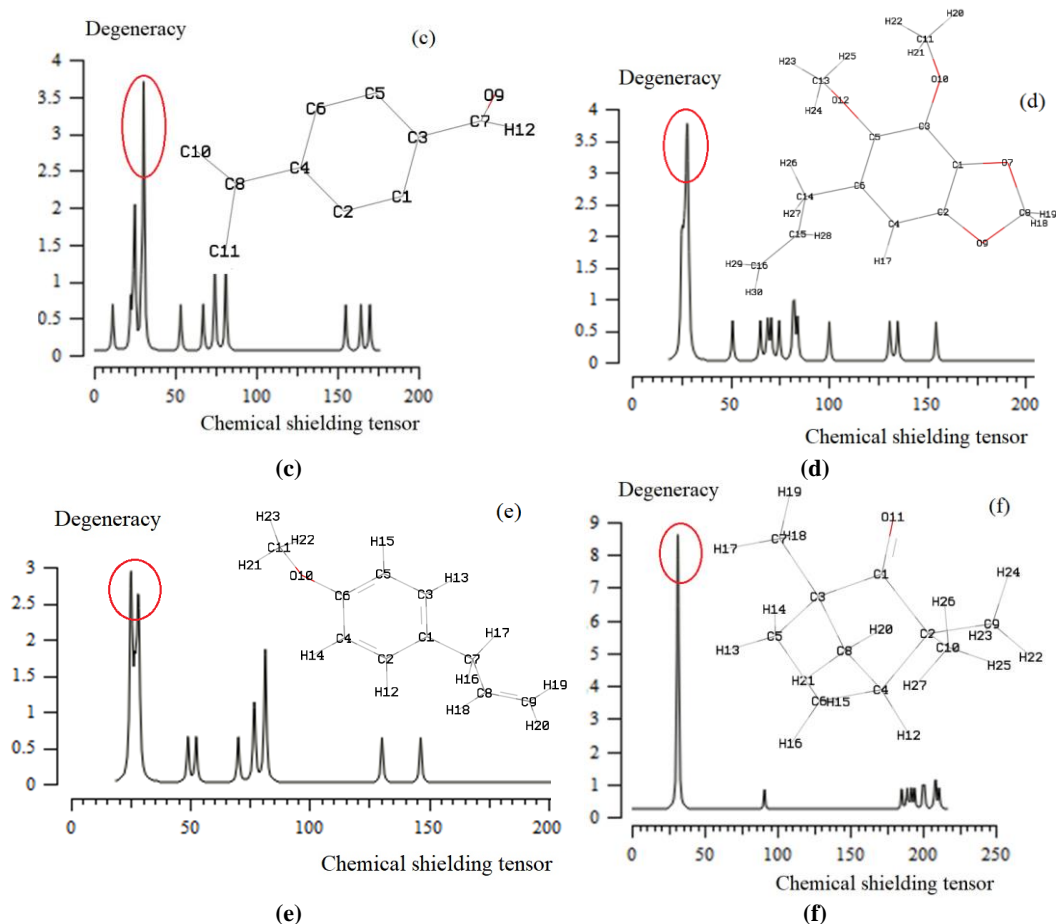 Degeneracy
(c)
4
3.5
3
2.5
2
1.5
1
0.5
0
O9
C5
C6
C7
H12
C3
C10
C4
C8
C1
C2
C11
0 50 100 150 200
Chemical shielding tensor
(c)
Degeneracy
(d)
4
3.5
3
2.5
2
1.5
1
0.5
0
H22 H20
C11
H21
H23 H25
C13
O10
O12
H24
C3
C5
H26
C1
O7
C6
C14
H27
C2
C8
H19
H18
C4
C15
H28
O9
H17
H29
C16
H30
0 50 100 150 200
Chemical shielding tensor
(d)
Degeneracy
(e)
3
2.5
2
1.5
1
0.5
0
H23
H22
C11
H21
H15
O10
C5
H13
C6
C3
C4
C1
H17
H14
C2
C7
H16
H12
C8
H19
H18
C9
H20
0 50 100 150 200
Chemical shielding tensor
(e)
Degeneracy
(f)
9
8
7
6
5
4
3
2
1
0
H19
O11
H18
C7
H17
C1
H24
C3
H26
H14
C9
H20
C2
H23
C5
C8
C10
H22
H13
H25
H21
C4
H27
H15
H12
H16
0 50 100 150 200 250
Chemical shielding tensor
(f)